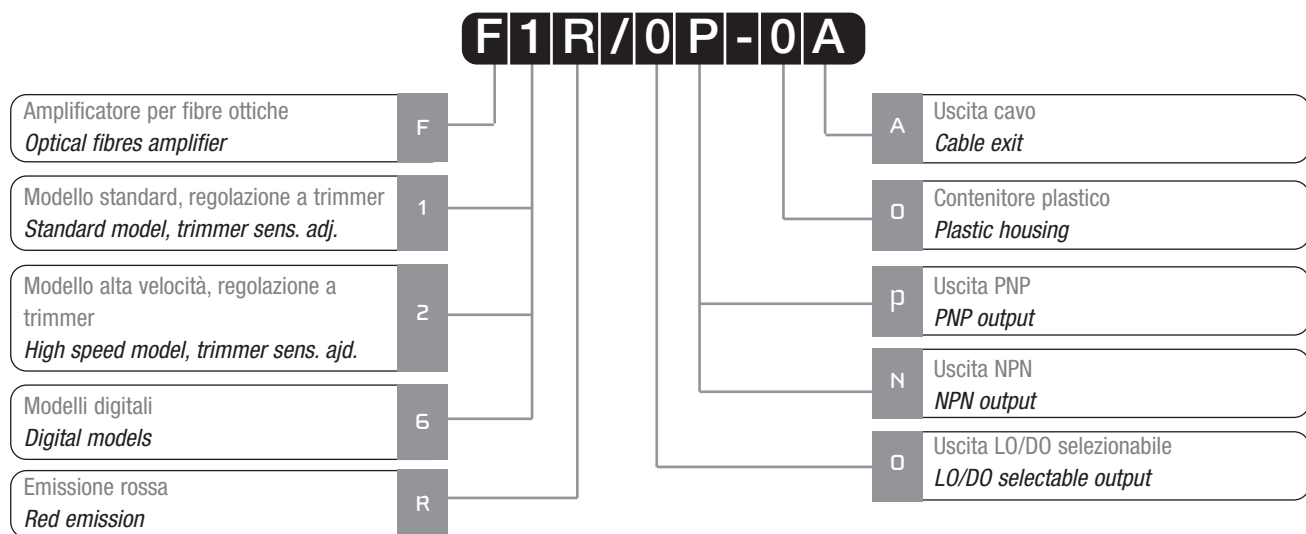 F1R/0P-0A
Amplificatore per fibre ottiche
Optical fibres amplifier
F
Modello standard, regolazione a trimmer
Standard model, trimmer sens. adj.
1
Modello alta velocità, regolazione a
trimmer
High speed model, trimmer sens. ajd.
2
Modelli digitali
Digital models
6
Emissione rossa
Red emission
R
A
Uscita cavo
Cable exit
0
Contenitore plastico
Plastic housing
P
Uscita PNP
PNP output
N
Uscita NPN
NPN output
0
Uscita LO/DO selezionabile
LO/DO selectable output